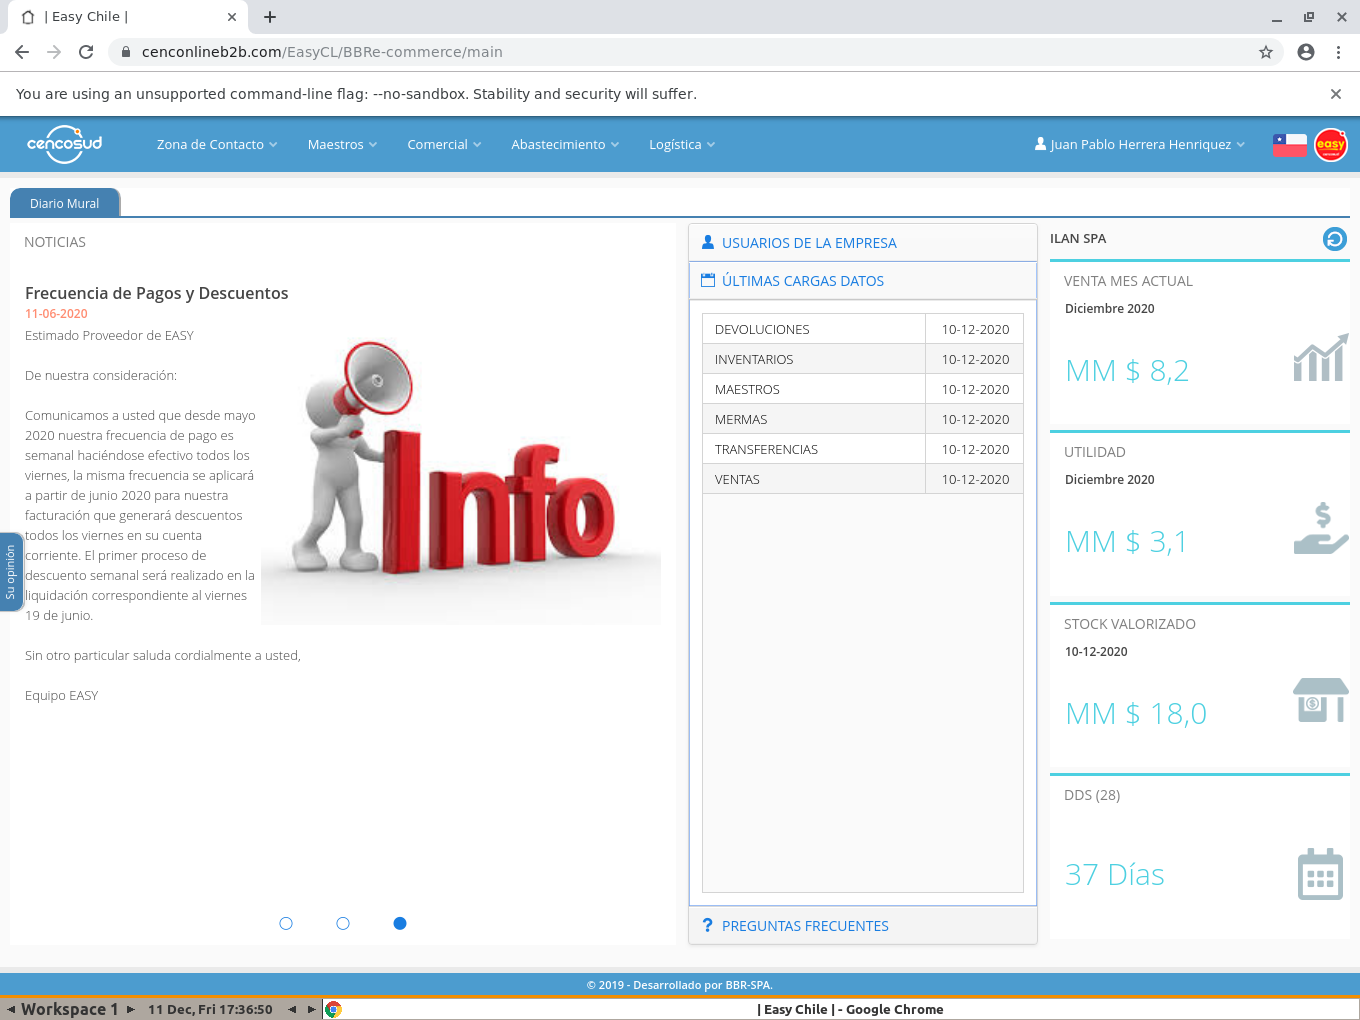 | Easy Chile |
cenconlineb2b.com/EasyCL/BBRe-commerce/main
You are using an unsupported command-line flag: --no-sandbox. Stability and security will suffer.
cencosud
Zona de Contacto
Maestros
Comercial
Abastecimiento
Logística
Juan Pablo Herrera Henriquez
easy
Diario Mural
NOTICIAS
Frecuencia de Pagos y Descuentos
11-06-2020
Estimado Proveedor de EASY
De nuestra consideración:
Comunicamos a usted que desde mayo
2020 nuestra frecuencia de pago es
semanal haciéndose efectivo todos los
viernes, la misma frecuencia se aplicará
a partir de junio 2020 para nuestra
facturación que generará descuentos
todos los viernes en su cuenta
corriente. El primer proceso de
descuento semanal será realizado en la
liquidación correspondiente al viernes
19 de junio.
Sin otro particular saluda cordialmente a usted,
Equipo EASY
Info
Su opinión
USUARIOS DE LA EMPRESA
ÚLTIMAS CARGAS DATOS
DEVOLUCIONES 10-12-2020
INVENTARIOS 10-12-2020
MAESTROS 10-12-2020
MERMAS 10-12-2020
TRANSFERENCIAS 10-12-2020
VENTAS 10-12-2020
? PREGUNTAS FRECUENTES
ILAN SPA
VENTA MES ACTUAL
Diciembre 2020
MM $ 8,2
UTILIDAD
Diciembre 2020
MM $ 3,1
$
STOCK VALORIZADO
10-12-2020
MM $ 18,0
DDS (28)
37 Días
© 2019 - Desarrollado por BBR-SPA.
Workspace 1
11 Dec, Fri 17:36:50
| Easy Chile | - Google Chrome